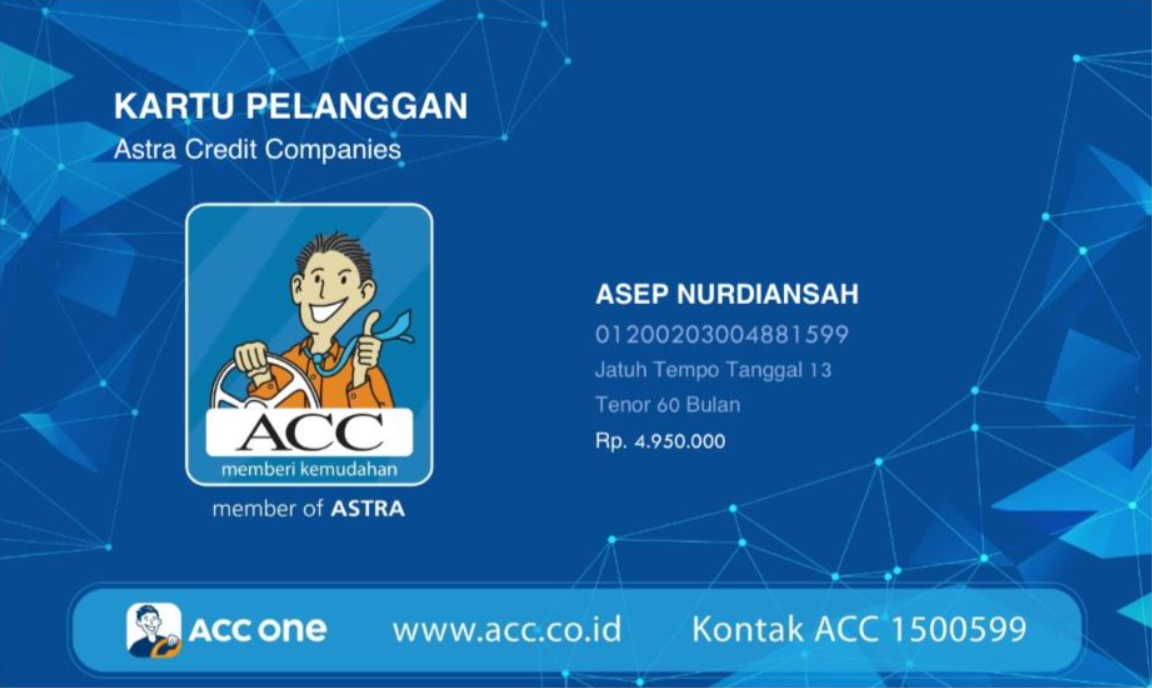 KARTU PELANGGAN
Astra Credit Companies
ACC
memberi kemudahan
member of ASTRA
ASEP NURDIANSAH
01200203004881599
Jatuh Tempo Tanggal 13
Tenor 60 Bulan
Rp. 4.950.000
ACC one
www.acc.co.id
Kontak ACC 1500599